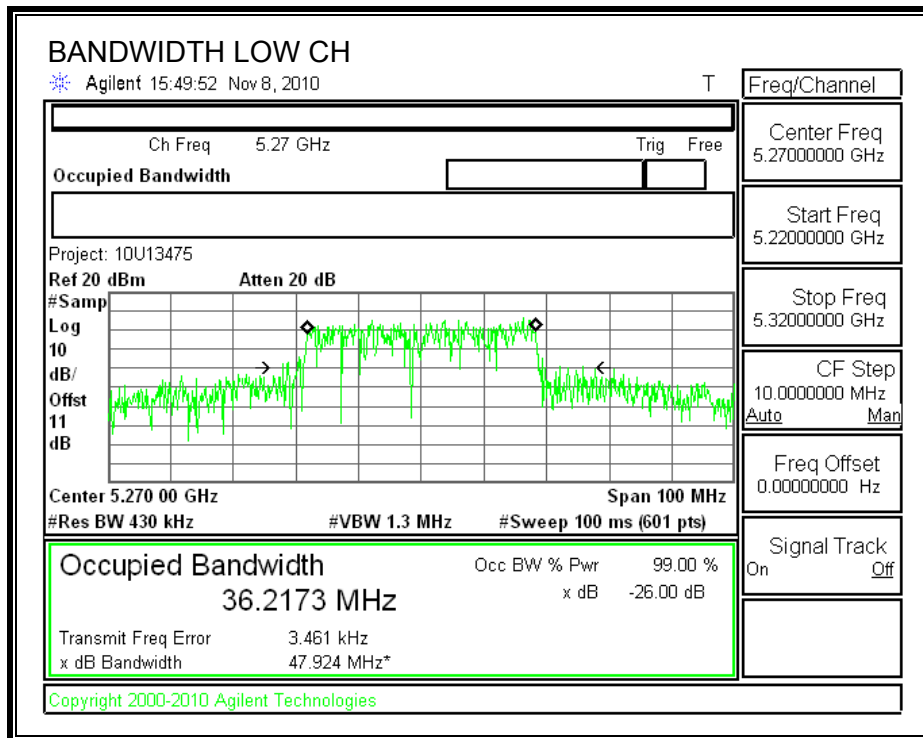 BANDWIDTH LOW CH
Agilent 15:49:52 Nov 8, 2010 T
Freq/Channel
Ch Freq 5.27 GHz Trig Free
Occupied Bandwidth
Center Freq
5.27000000 GHz
Start Freq
5.22000000 GHz
Stop Freq
5.32000000 GHz
CF Step
10.0000000 MHz
Auto Man
Freq Offset
0.00000000 Hz
Signal Track
On Off
Project: 10U13475
Ref 20 dBm Atten 20 dB
#Samp
Log
10
dB/
Offst
11
dB
Center 5.270 00 GHz Span 100 MHz
#Res BW 430 kHz #VBW 1.3 MHz #Sweep 100 ms (601 pts)
Occupied Bandwidth Occ BW % Pwr 99.00 %
36.2173 MHz x dB -26.00 dB
Transmit Freq Error 3.461 kHz
x dB Bandwidth 47.924 MHz*
Copyright 2000-2010 Agilent Technologies